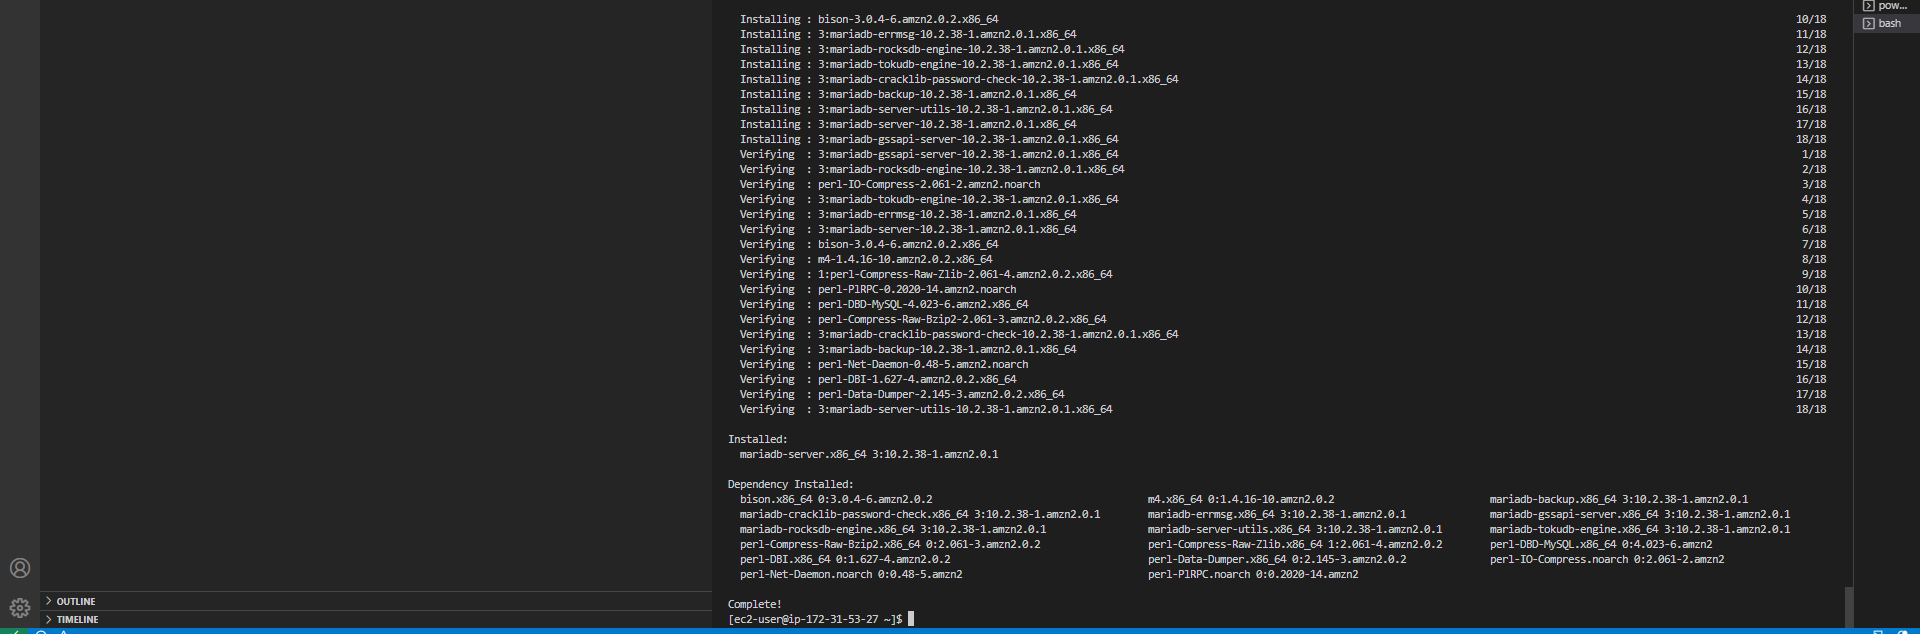 Installing : bison-3.0.4-6.amzn2.0.2.x86_64 10/18
Installing : 3:mariadb-errmsg-10.2.38-1.amzn2.0.1.x86_64 11/18
Installing : 3:mariadb-rocksdb-engine-10.2.38-1.amzn2.0.1.x86_64 12/18
Installing : 3:mariadb-tokudb-engine-10.2.38-1.amzn2.0.1.x86_64 13/18
Installing : 3:mariadb-cracklib-password-check-10.2.38-1.amzn2.0.1.x86_64 14/18
Installing : 3:mariadb-backup-10.2.38-1.amzn2.0.1.x86_64 15/18
Installing : 3:mariadb-server-utils-10.2.38-1.amzn2.0.1.x86_64 16/18
Installing : 3:mariadb-server-10.2.38-1.amzn2.0.1.x86_64 17/18
Installing : 3:mariadb-gssapi-server-10.2.38-1.amzn2.0.1.x86_64 18/18
Verifying : 3:mariadb-gssapi-server-10.2.38-1.amzn2.0.1.x86_64 1/18
Verifying : 3:mariadb-rocksdb-engine-10.2.38-1.amzn2.0.1.x86_64 2/18
Verifying : perl-IO-Compress-2.061-2.amzn2.noarch 3/18
Verifying : 3:mariadb-tokudb-engine-10.2.38-1.amzn2.0.1.x86_64 4/18
Verifying : 3:mariadb-errmsg-10.2.38-1.amzn2.0.1.x86_64 5/18
Verifying : 3:mariadb-server-10.2.38-1.amzn2.0.1.x86_64 6/18
Verifying : bison-3.0.4-6.amzn2.0.2.x86_64 7/18
Verifying : m4-1.4.16-10.amzn2.0.2.x86_64 8/18
Verifying : 1:perl-Compress-Raw-Zlib-2.061-4.amzn2.0.2.x86_64 9/18
Verifying : perl-PlRPC-0.2020-14.amzn2.noarch 10/18
Verifying : perl-DBD-MySQL-4.023-6.amzn2.x86_64 11/18
Verifying : perl-Compress-Raw-Bzip2-2.061-3.amzn2.0.2.x86_64 12/18
Verifying : 3:mariadb-cracklib-password-check-10.2.38-1.amzn2.0.1.x86_64 13/18
Verifying : 3:mariadb-backup-10.2.38-1.amzn2.0.1.x86_64 14/18
Verifying : perl-Net-Daemon-0.48-5.amzn2.noarch 15/18
Verifying : perl-DBI-1.627-4.amzn2.0.2.x86_64 16/18
Verifying : perl-Data-Dumper-2.145-3.amzn2.0.2.x86_64 17/18
Verifying : 3:mariadb-server-utils-10.2.38-1.amzn2.0.1.x86_64 18/18
Installed:
mariadb-server.x86_64 3:10.2.38-1.amzn2.0.1
Dependency Installed:
bison.x86_64 0:3.0.4-6.amzn2.0.2 m4.x86_64 0:1.4.16-10.amzn2.0.2 mariadb-backup.x86_64 3:10.2.38-1.amzn2.0.1
mariadb-cracklib-password-check.x86_64 3:10.2.38-1.amzn2.0.1 mariadb-errmsg.x86_64 3:10.2.38-1.amzn2.0.1 mariadb-gssapi-server.x86_64 3:10.2.38-1.amzn2.0.1
mariadb-rocksdb-engine.x86_64 3:10.2.38-1.amzn2.0.1 mariadb-server-utils.x86_64 3:10.2.38-1.amzn2.0.1 mariadb-tokudb-engine.x86_64 3:10.2.38-1.amzn2.0.1
perl-Compress-Raw-Bzip2.x86_64 0:2.061-3.amzn2.0.2 perl-Compress-Raw-Zlib.x86_64 1:2.061-4.amzn2.0.2 perl-DBD-MySQL.x86_64 0:4.023-6.amzn2
perl-DBI.x86_64 0:1.627-4.amzn2.0.2 perl-Data-Dumper.x86_64 0:2.145-3.amzn2.0.2 perl-IO-Compress.noarch 0:2.061-2.amzn2
perl-Net-Daemon.noarch 0:0.48-5.amzn2 perl-PlRPC.noarch 0:0.2020-14.amzn2
Complete!
[ec2-user@ip-172-31-53-27 ~]$
pow...
bash
OUTLINE
TIMELINE